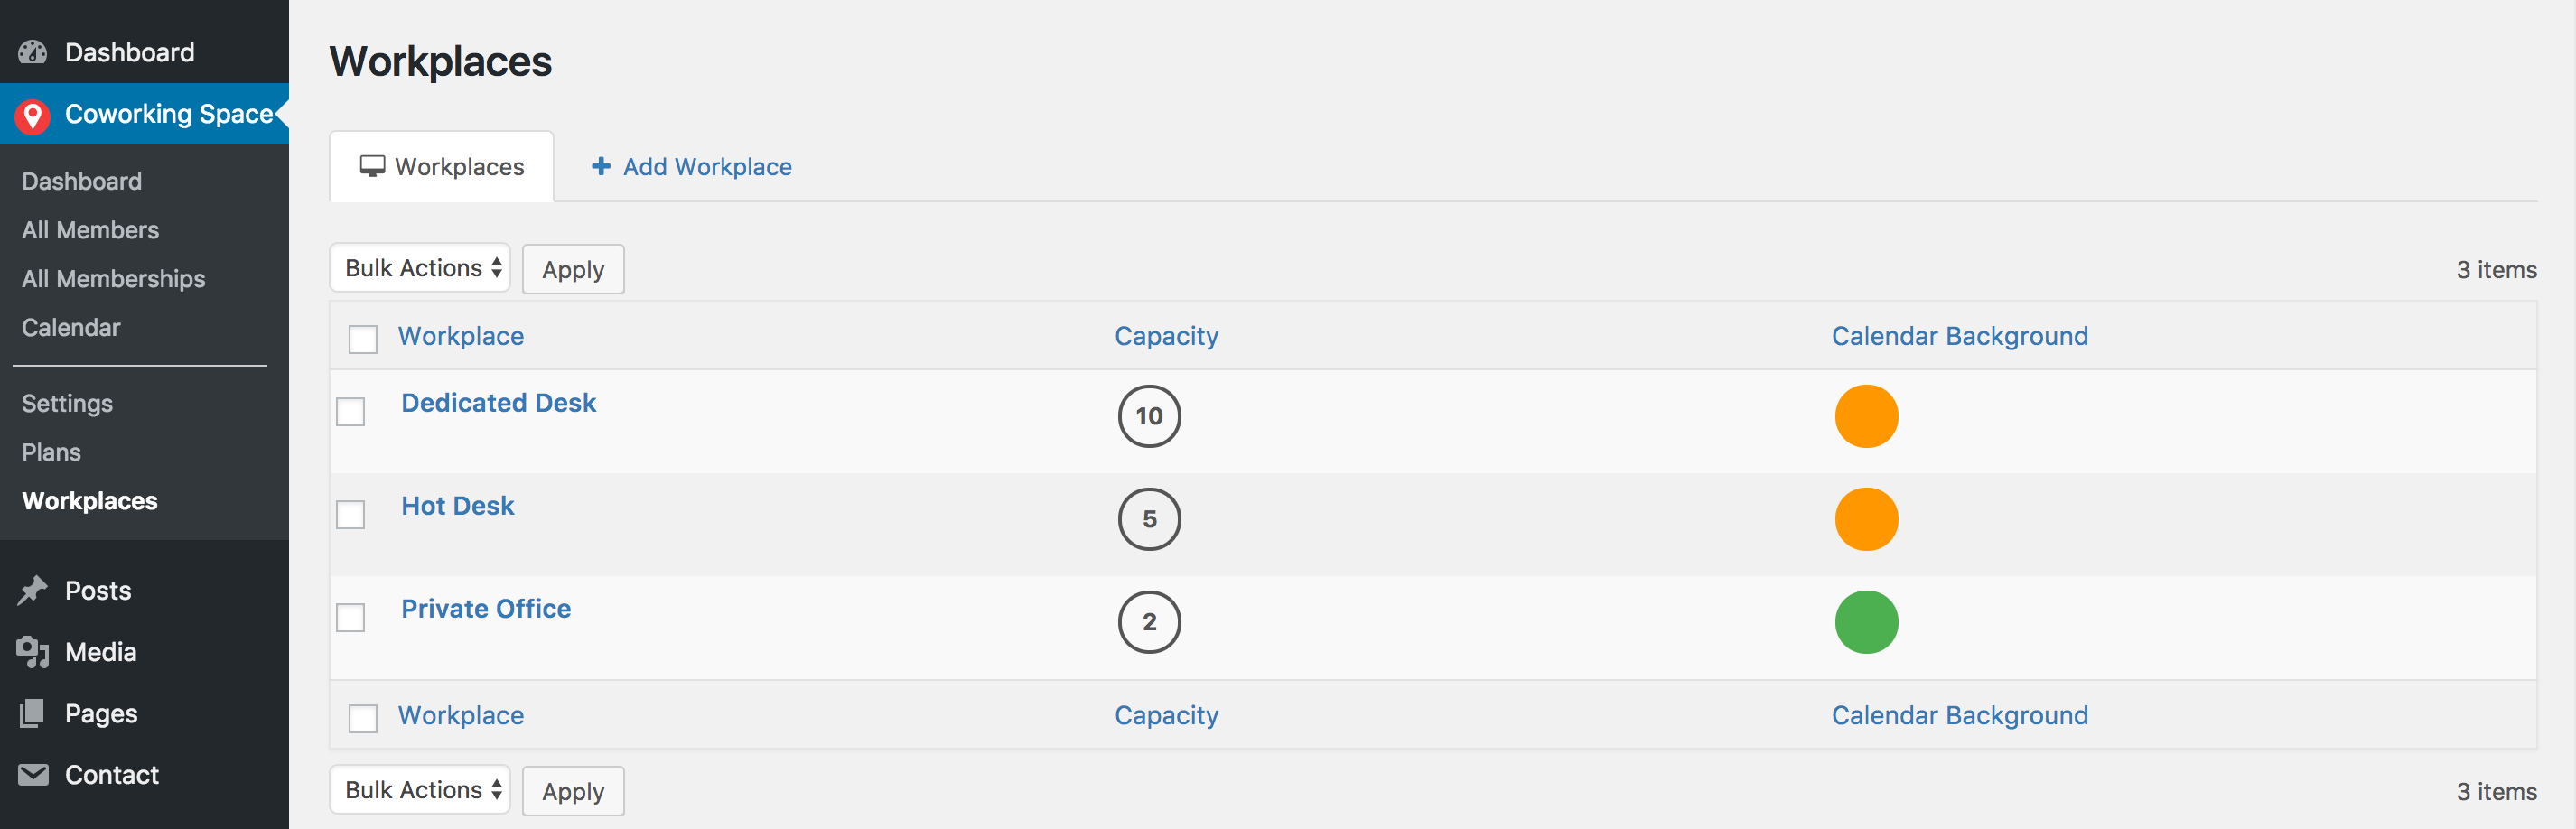 Dashboard
Coworking Space
Dashboard
All Members
All Memberships
Calendar
Settings
Plans
Workplaces
Posts
Media
Pages
Contact
Workplaces
Workplaces
Add Workplace
Bulk Actions Apply 3 items
Workplace Capacity Calendar Background
Dedicated Desk 10
Hot Desk 5
Private Office 2
Workplace Capacity Calendar Background
Bulk Actions Apply 3 items